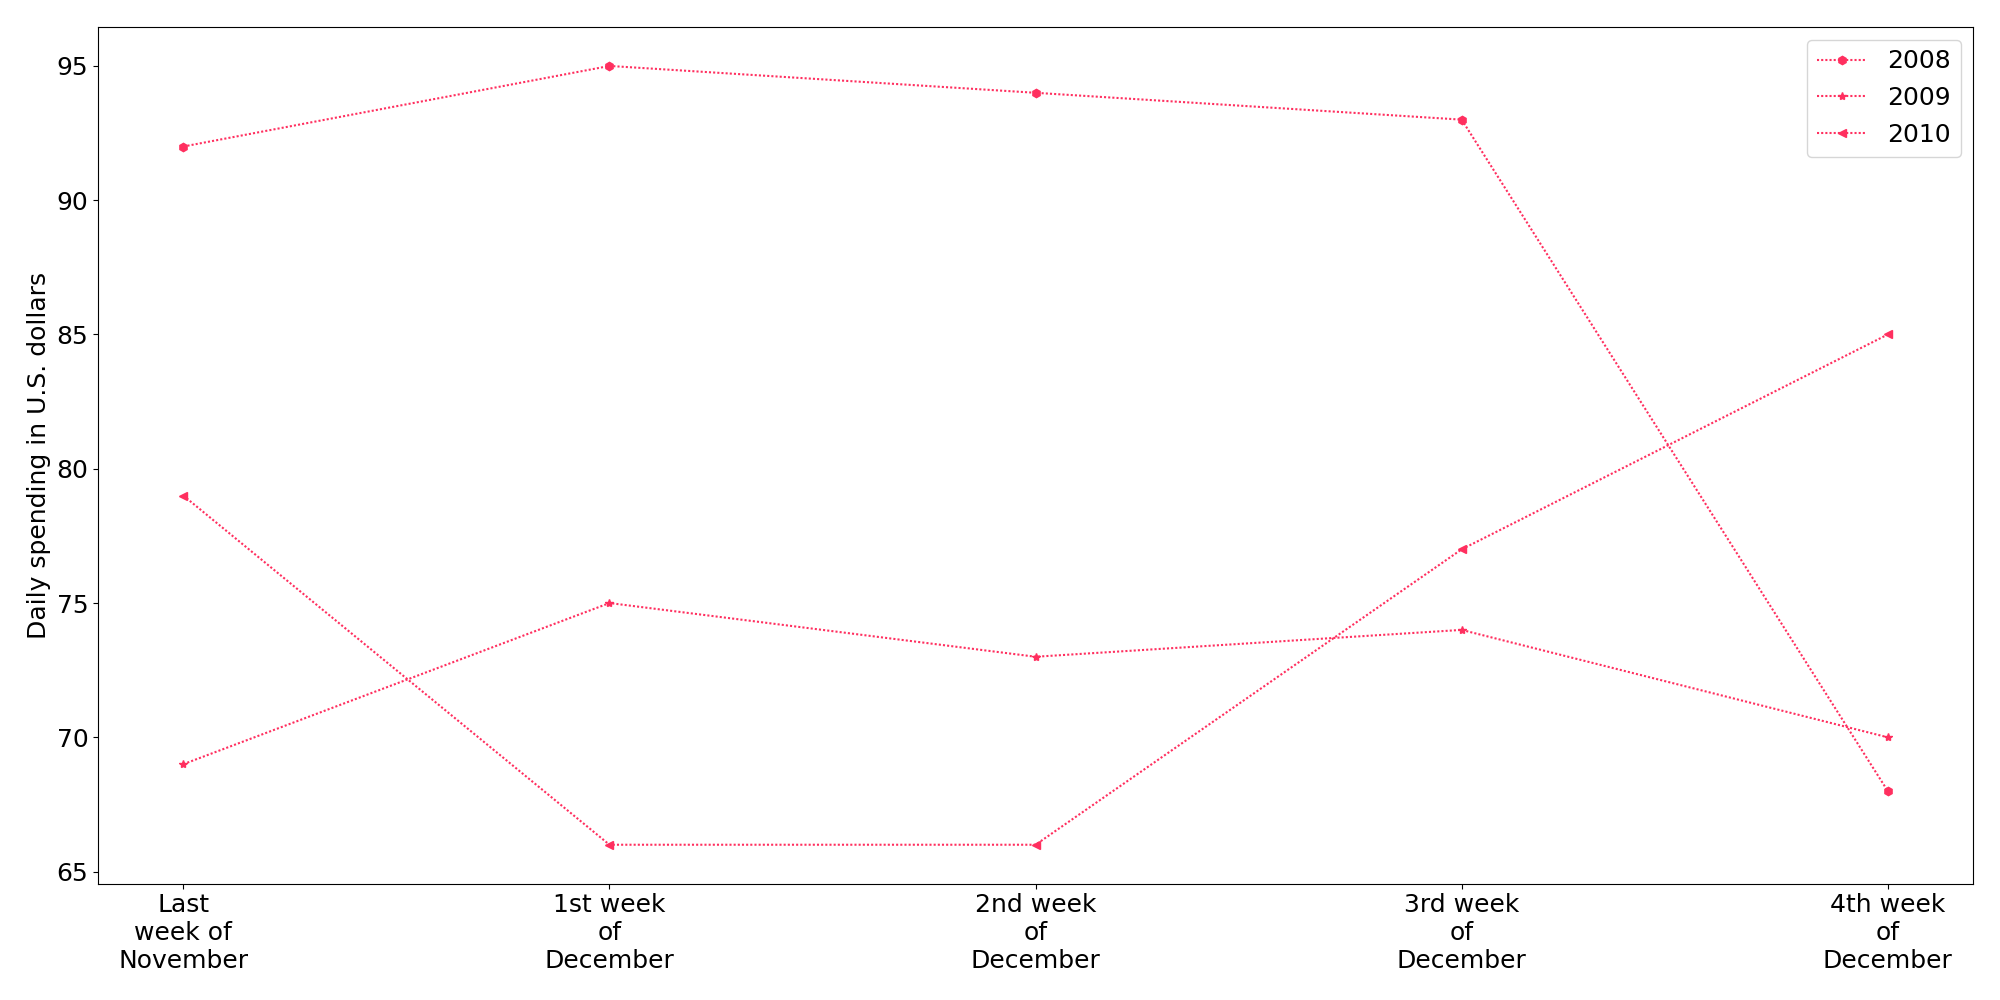 2008
2009
2010
Daily spending in U.S. dollars
95
90
85
80
75
70
65
Last
week of
November
1st week
of
December
2nd week
of
December
3rd week
of
December
4th week
of
December